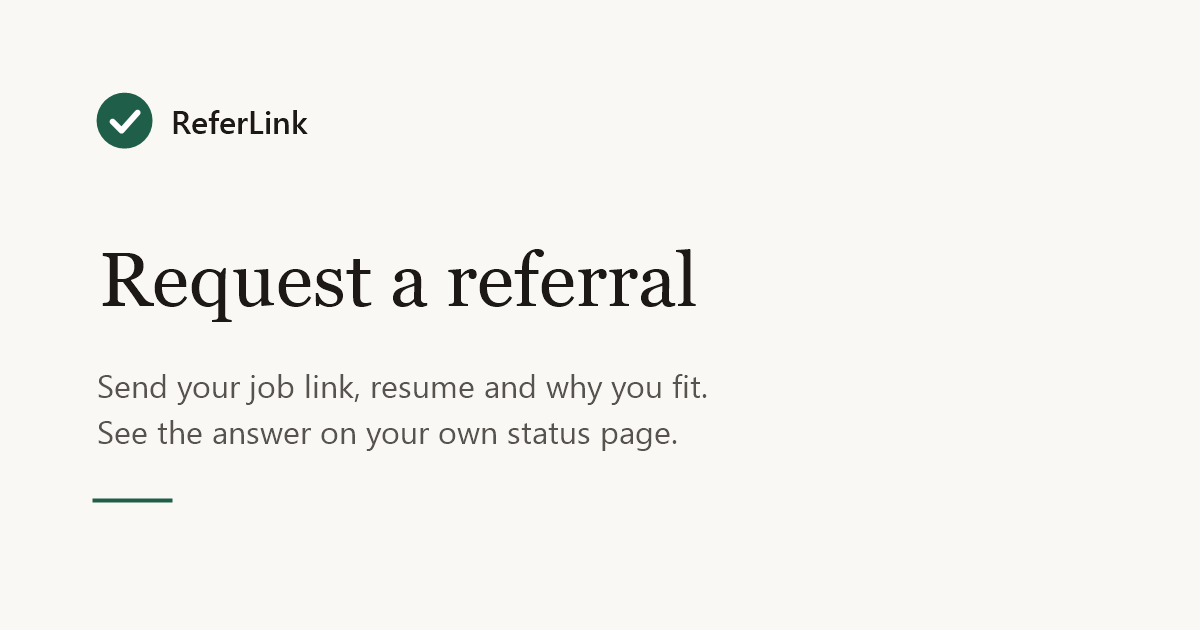 ReferLink
Request a referral
Send your job link, resume and why you fit.
See the answer on your own status page.